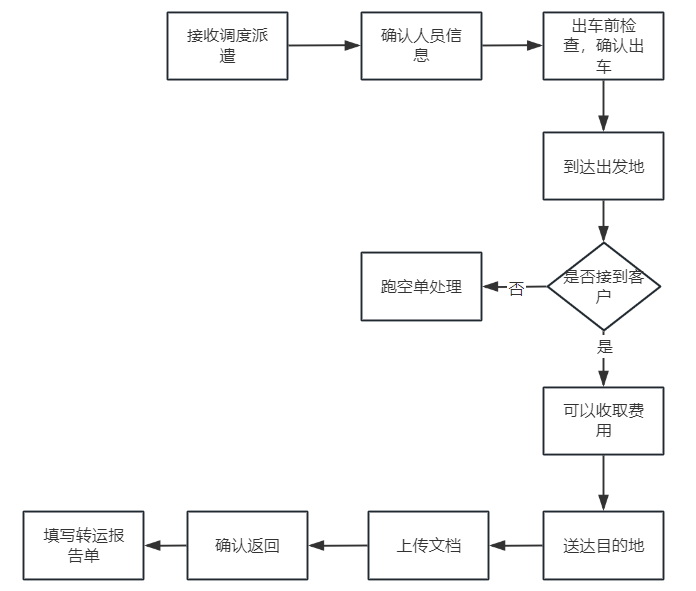 接收调度派
遣
确认人员信
息
出车前检
查，确认出
车
到达出发地
是否接到客
户
否
跑空单处理
是
可以收取费
用
送达目的地
上传文档
确认返回
填写转运报
告单